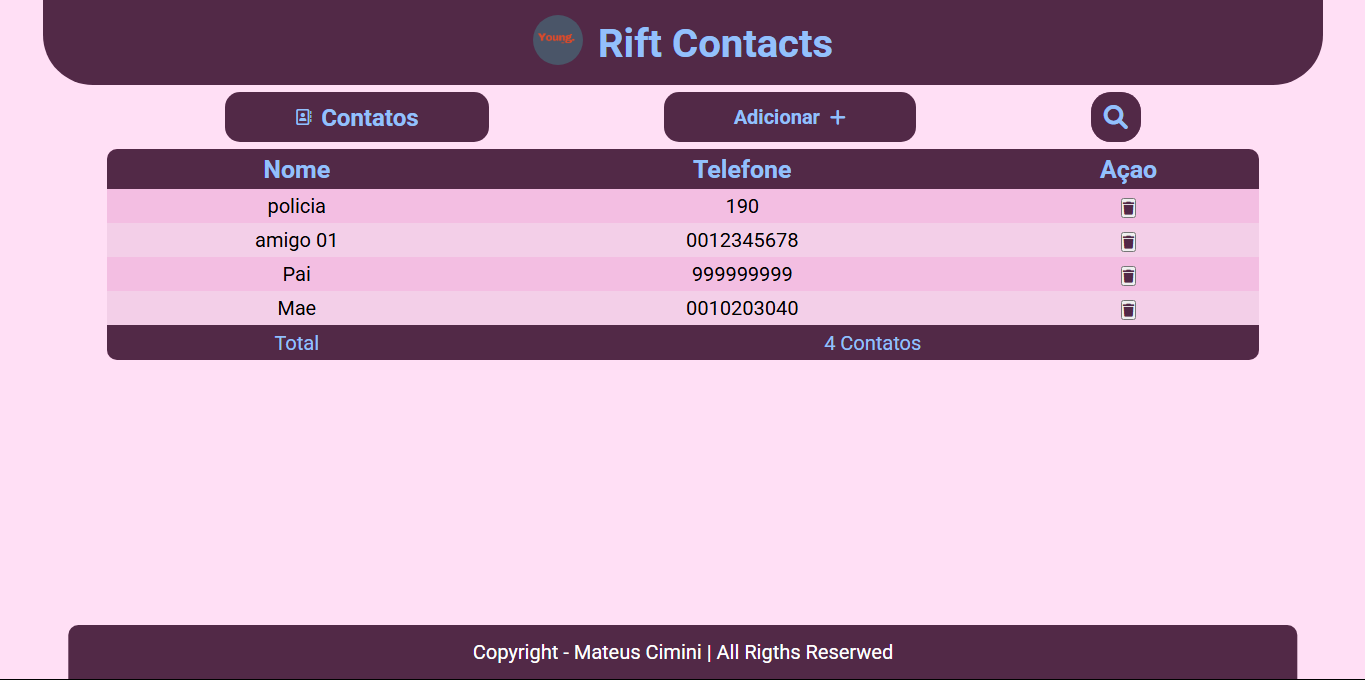 Young.
Rift Contacts
Contatos
Adicionar +
Nome Telefone Açao
policia 190
amigo 01 0012345678
Pai 999999999
Mae 0010203040
Total 4 Contatos
Copyright - Mateus Cimini | All Rigths Reserwed